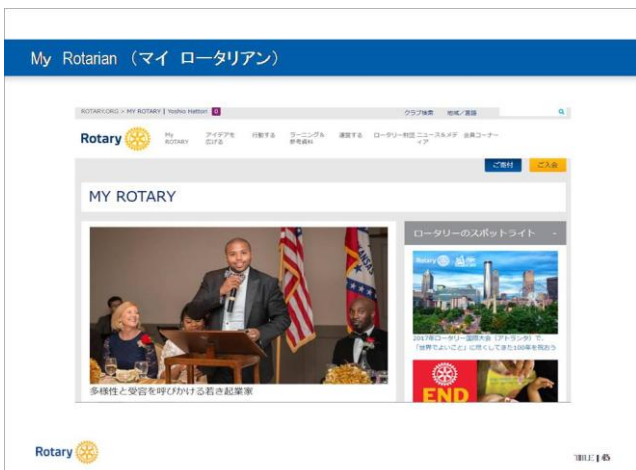 My Rotarian （マイ ロータリアン）
ROTARY.ORG > MY ROTARY | Yoshio Hattori 0 クラブ検索 地域／言語
Rotary
My ROTARY アイデアを広げる 行動する ラーニング&参考資料 運営する ロータリー財団 ニュース&メディア 会員コーナー
ご寄付 ご入会
MY ROTARY
ロータリーのスポットライト -
Rotary
2017年ロータリー国際大会（アトランタ）で、
「世界でよいこと」に尽くしてきた100年を祝おう
KANSAS
END
多様性と受容を呼びかける若き起業家
Rotary
TITLE | 45